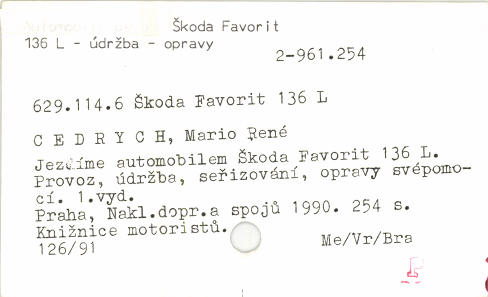 Škoda Favorit
136 L - údržba - opravy
2-961.254
629.114.6 Škoda Favorit 136 L
C E D R Y C H, Mario René
Jezdíme automobilem Škoda Favorit 136 L.
Provoz, údržba, seřizování, opravy svépomo-
cí. 1.vyd.
Praha, Nakl.dopr.a spojů 1990. 254 s.
Knižnice motoristů.
126/91
Me/Vr/Bra